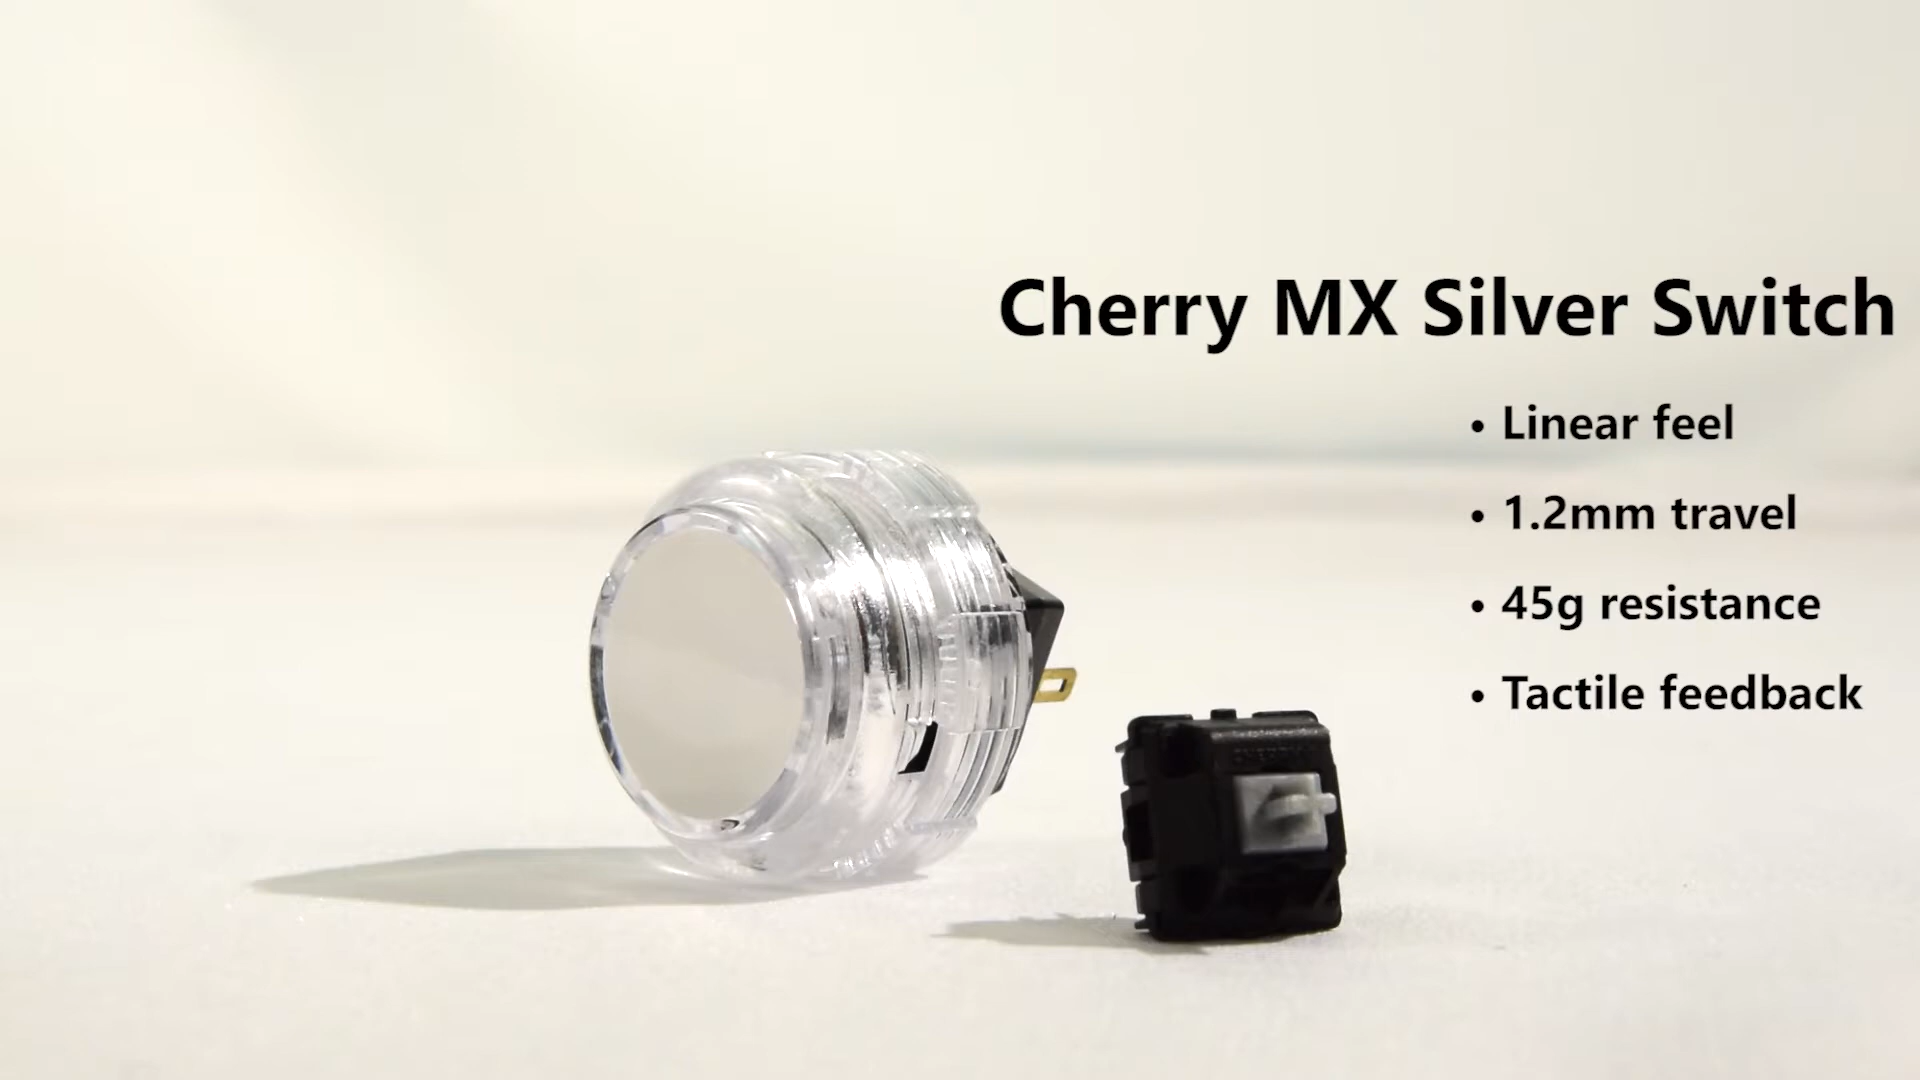 Cherry MX Silver Switch
• Linear feel
• 1.2mm travel
• 45g resistance
• Tactile feedback